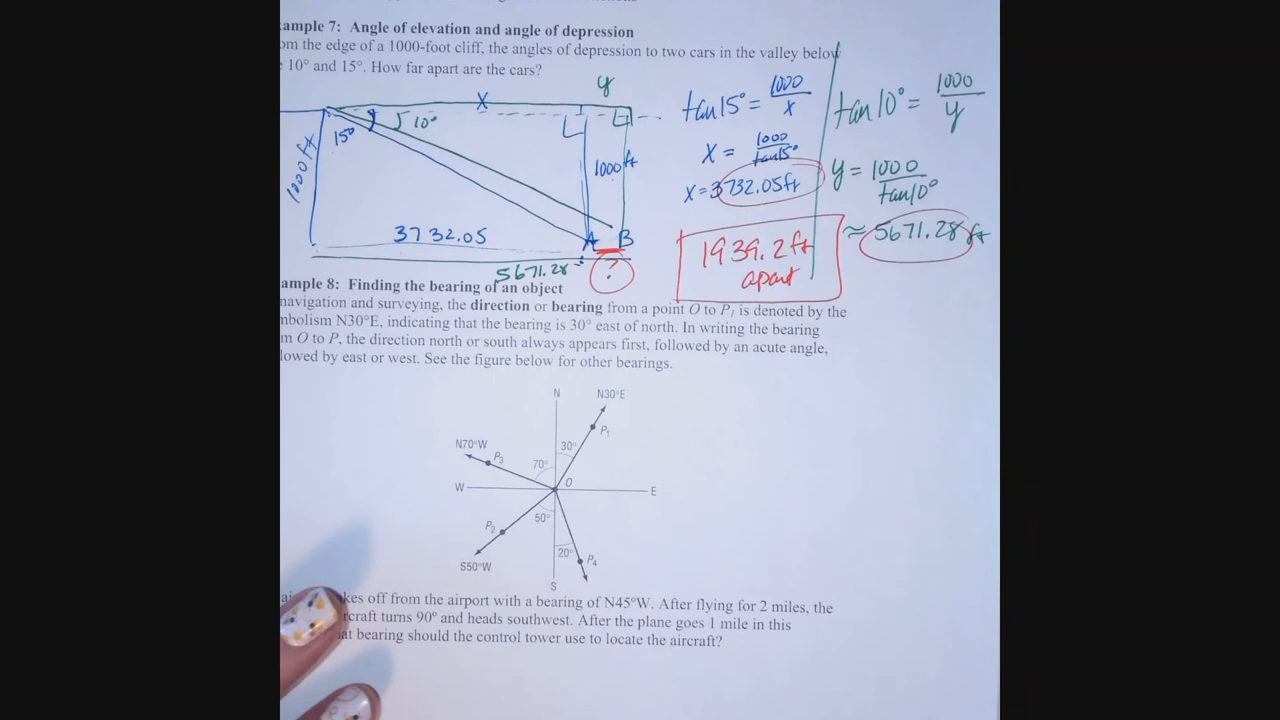 ample 7: Angle of elevation and angle of depression
om the edge of a 1000-foot cliff, the angles of depression to two cars in the valley below
10° and 15°. How far apart are the cars?
y
X
15°
10°
1000 ft
1000 ft
3732.05
A B
5671.28
?
tan 15° = 1000/x
x = 1000/tan15°
x = 3732.05ft
1939.2 ft
apart
tan 10° = 1000/y
y = 1000/tan10°
≈ 5671.28 ft
ample 8: Finding the bearing of an object
navigation and surveying, the direction or bearing from a point O to P1 is denoted by the
mbolism N30°E, indicating that the bearing is 30° east of north. In writing the bearing
m O to P, the direction north or south always appears first, followed by an acute angle,
lowed by east or west. See the figure below for other bearings.
N N30°E
P1
N70°W
P3
30°
70°
O
W E
P2
50°
20°
P4
S50°W
S
kes off from the airport with a bearing of N45°W. After flying for 2 miles, the
rcraft turns 90° and heads southwest. After the plane goes 1 mile in this
at bearing should the control tower use to locate the aircraft?